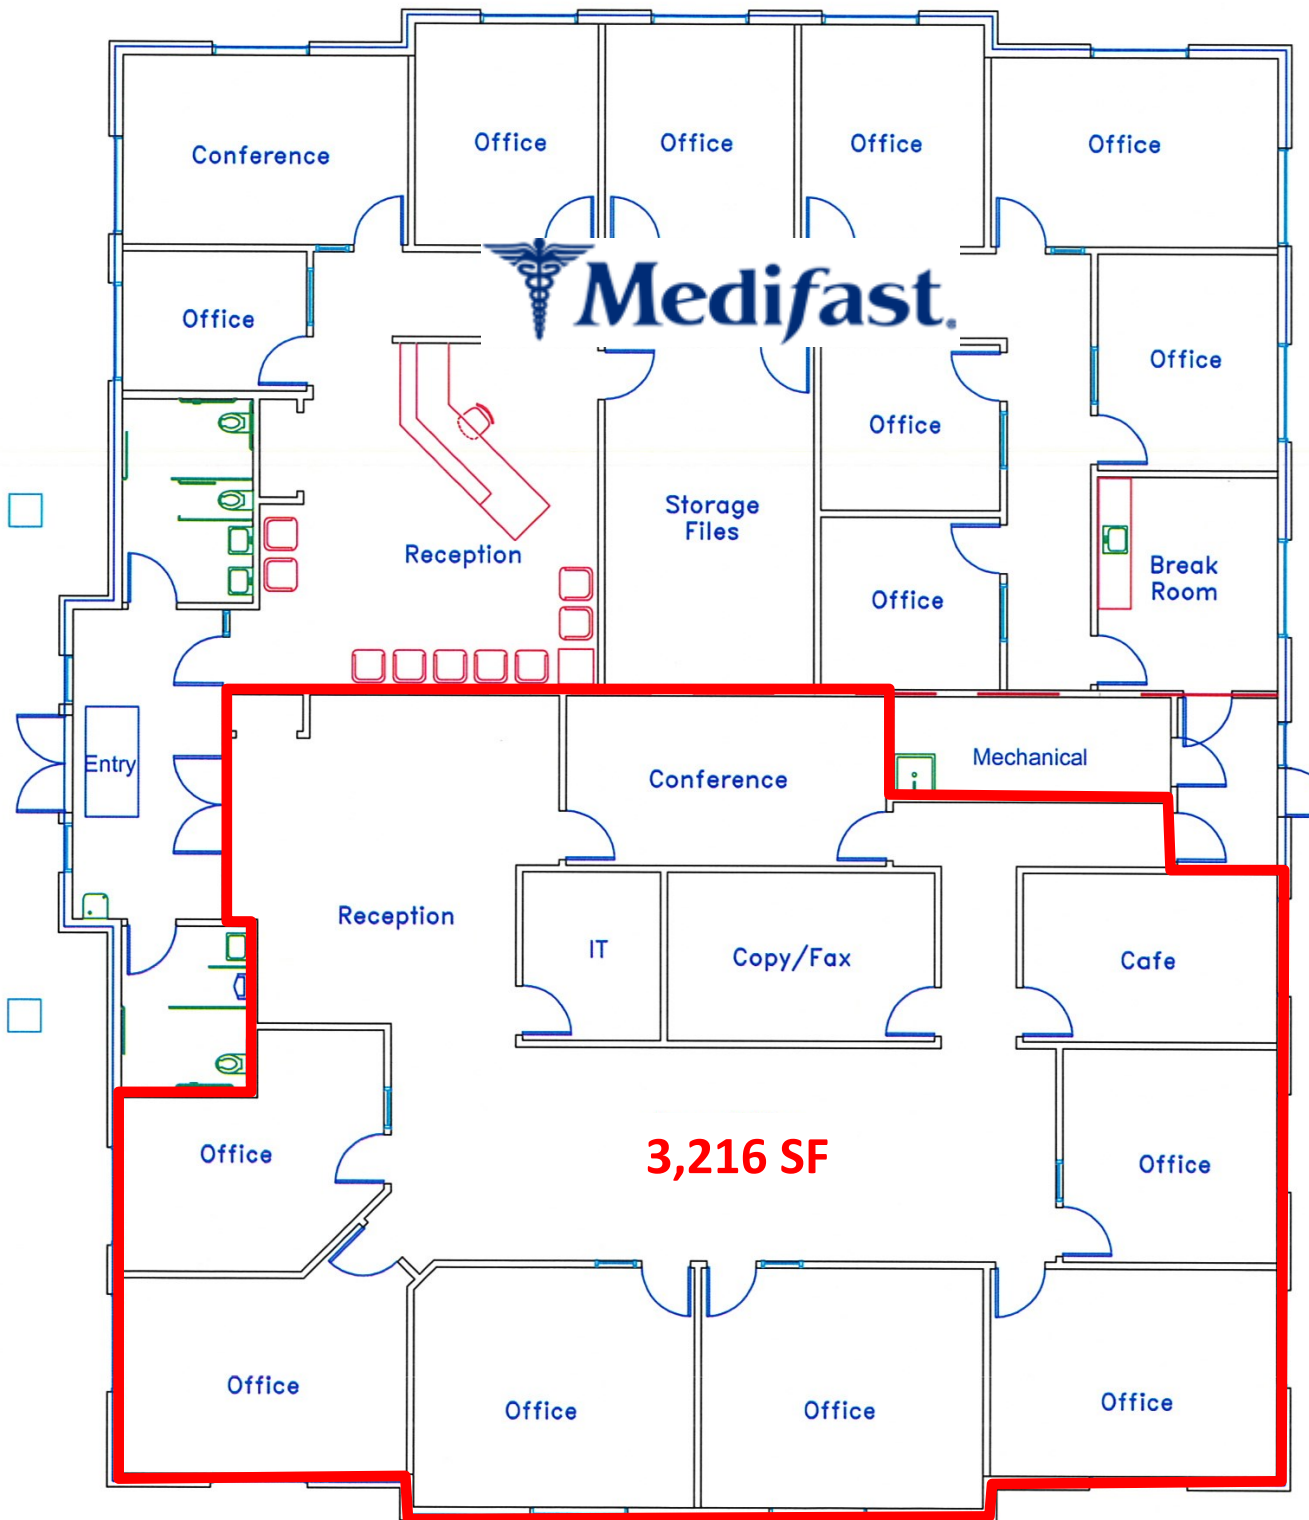 Office
Office
Office
Office
Conference
Medifast®
Office
Office
Office
Storage
Files
Reception
Break
Room
Office
Entry
Mechanical
Conference
Reception
IT
Copy/Fax
Cafe
3,216 SF
Office
Office
Office
Office
Office
Office